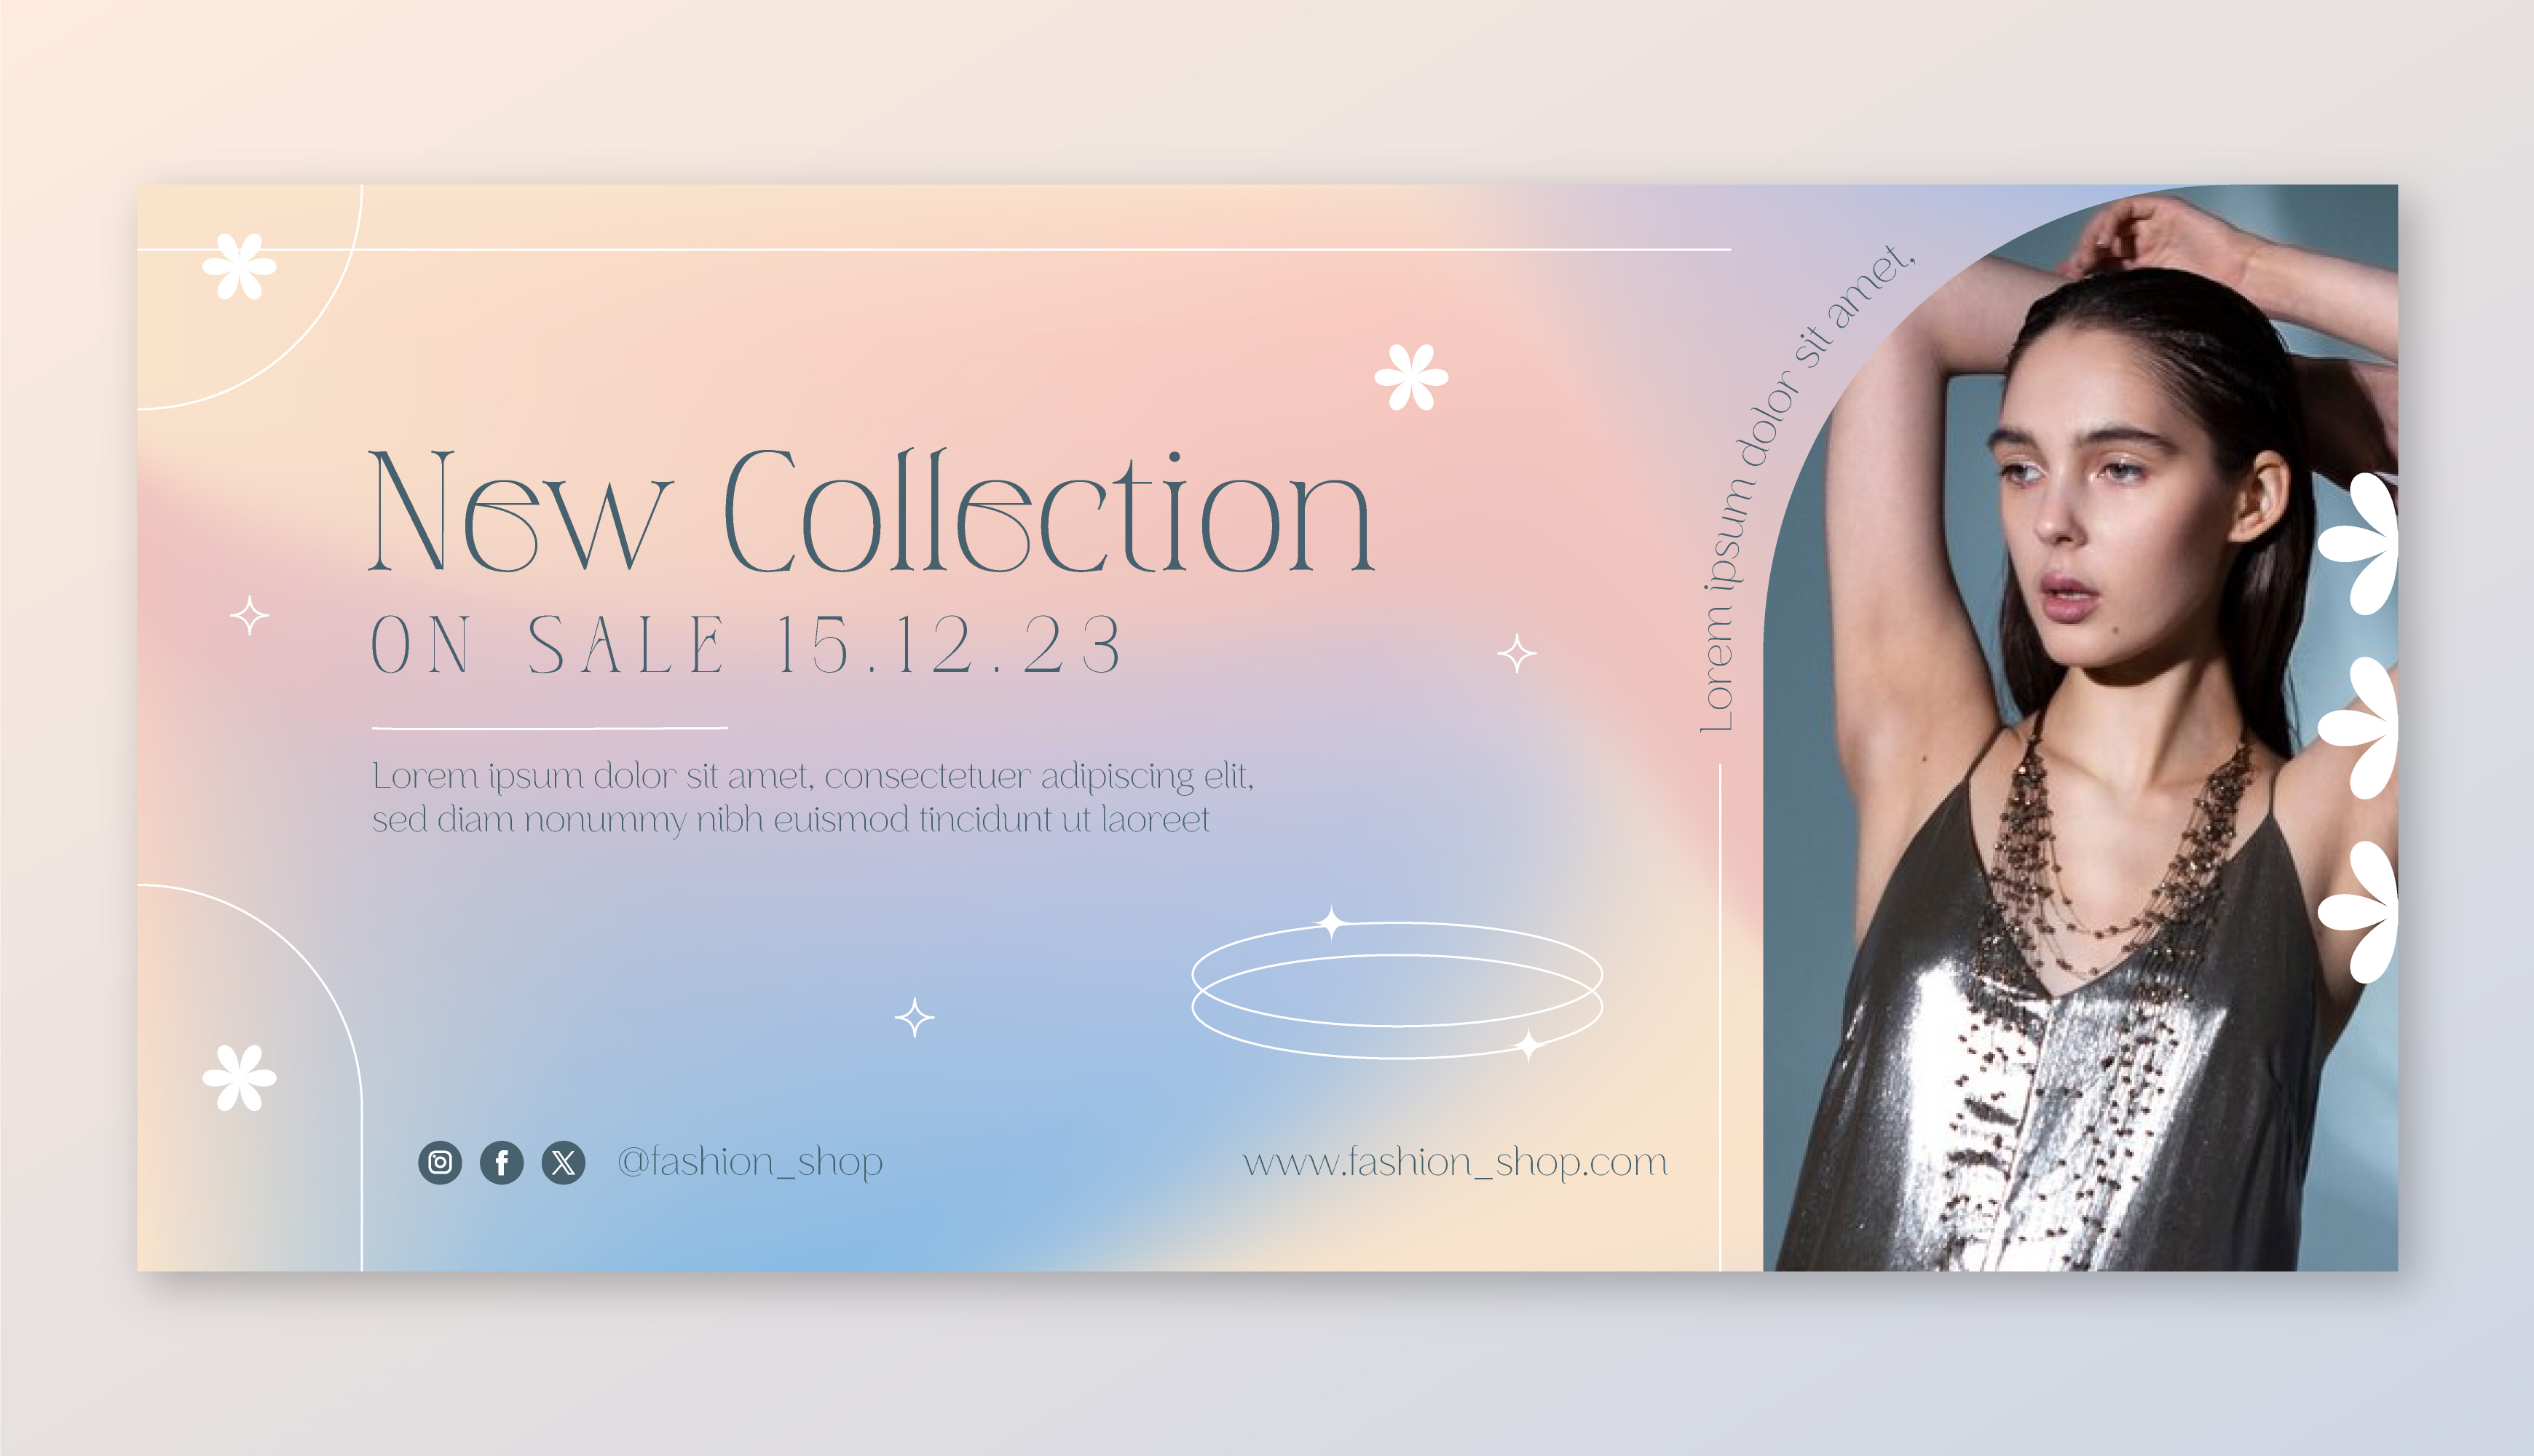 New Collection
ON SALE 15.12.23
Lorem ipsum dolor sit amet, consectetuer adipiscing elit,
sed diam nonummy nibh euismod tincidunt ut laoreet
@fashion_shop
www.fashion_shop.com
Lorem ipsum dolor sit amet,